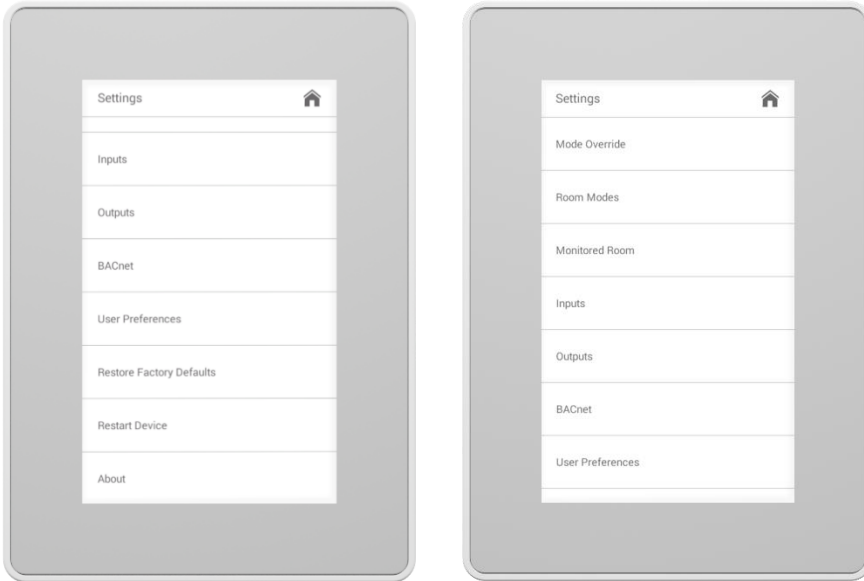 Settings
Inputs
Outputs
BACnet
User Preferences
Restore Factory Defaults
Restart Device
About
Settings
Mode Override
Room Modes
Monitored Room
Inputs
Outputs
BACnet
User Preferences